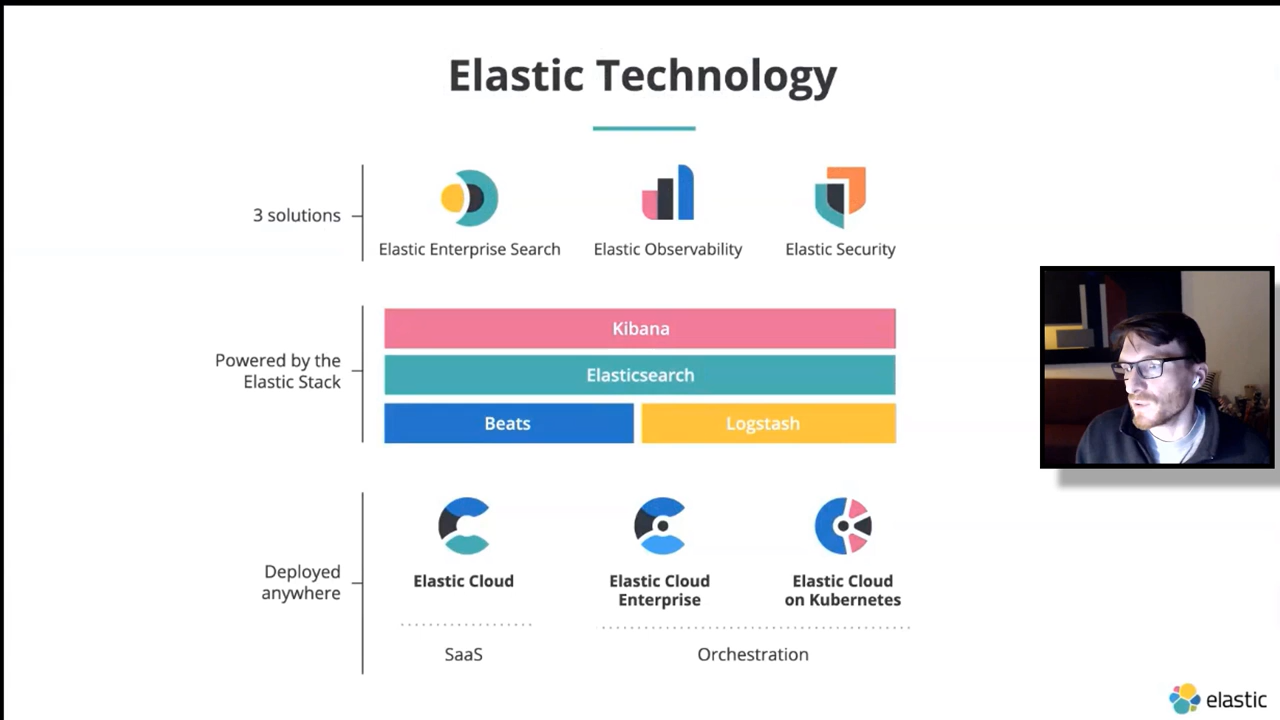 Elastic Technology
3 solutions
Elastic Enterprise Search
Elastic Observability
Elastic Security
Powered by the
Elastic Stack
Kibana
Elasticsearch
Beats
Logstash
Deployed
anywhere
Elastic Cloud
Elastic Cloud
Enterprise
Elastic Cloud
on Kubernetes
SaaS
Orchestration
elastic